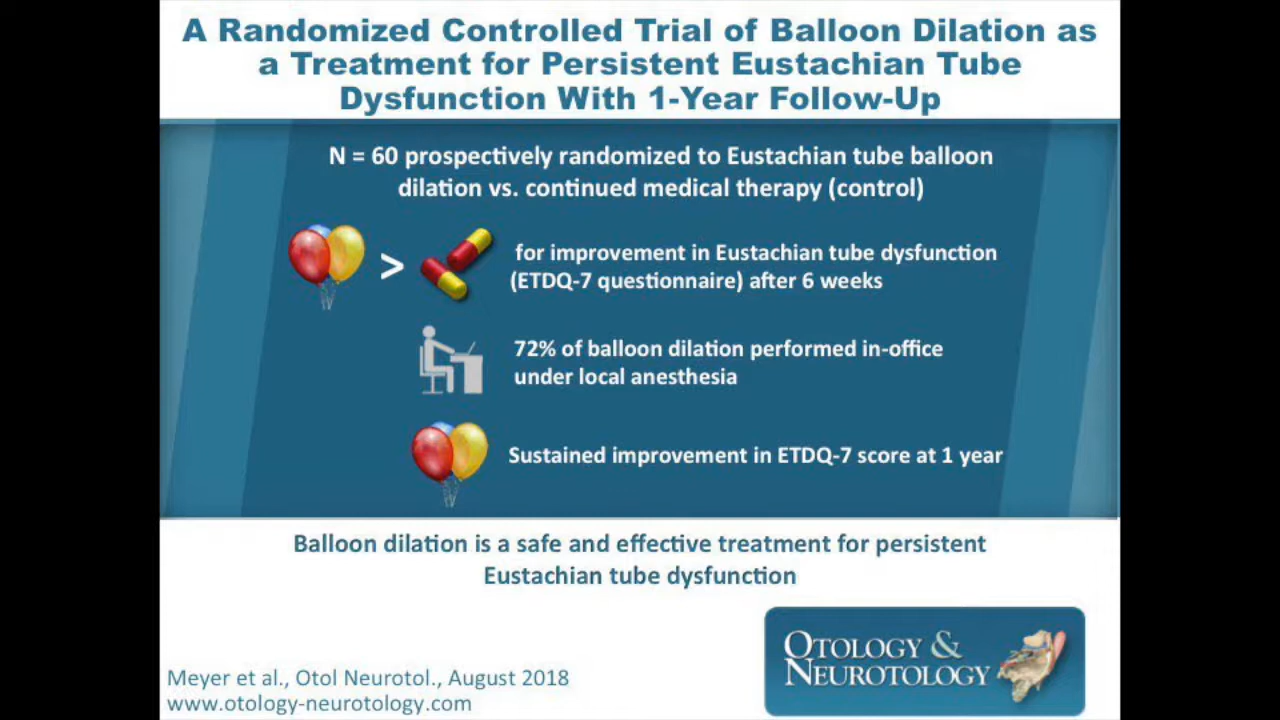 A Randomized Controlled Trial of Balloon Dilation as
a Treatment for Persistent Eustachian Tube
Dysfunction With 1-Year Follow-Up
N = 60 prospectively randomized to Eustachian tube balloon
dilation vs. continued medical therapy (control)
>
for improvement in Eustachian tube dysfunction
(ETDQ-7 questionnaire) after 6 weeks
72% of balloon dilation performed in-office
under local anesthesia
Sustained improvement in ETDQ-7 score at 1 year
Balloon dilation is a safe and effective treatment for persistent
Eustachian tube dysfunction
OTOLOGY &
NEUROTOLOGY
Meyer et al., Otol Neurotol., August 2018
www.otology-neurotology.com